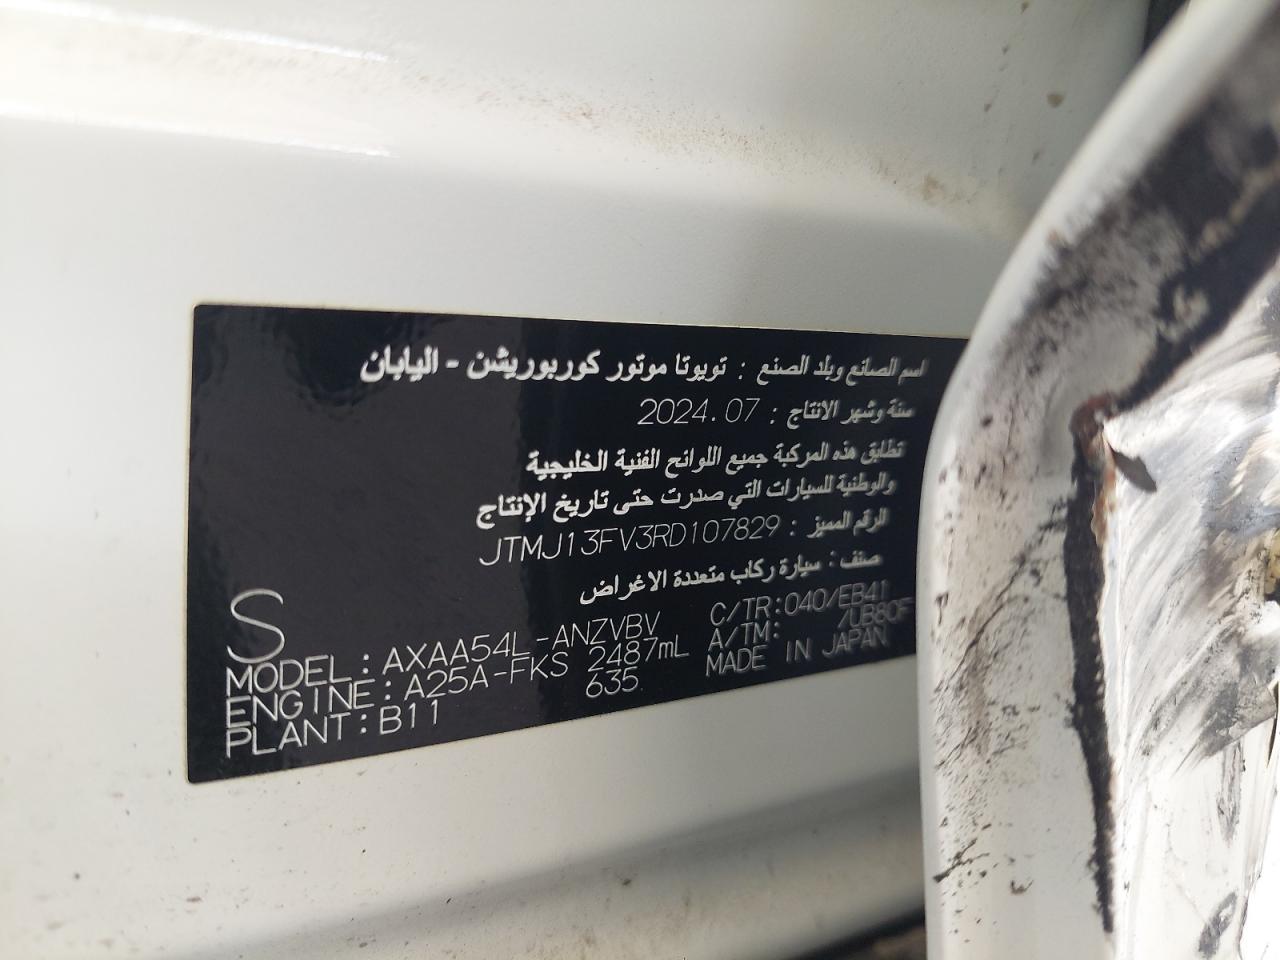 اسم الصانع وبلد الصنع : تويوتا موتور كوربوريشن - اليابان
سنة وشهر الانتاج : 2024.07
تطابق هذه المركبة جميع اللوائح الفنية الخليجية
والوطنية للسيارات التي صدرت حتى تاريخ الإنتاج
الرقم المميز : JTMJ13FV3RD107829
صنف : سيارة ركاب متعددة الاغراض
S
MODEL : AXAA54L-ANZVBV C/TR:040/EB41
ENGINE : A25A-FKS 2487mL A/TM: /UB80F
PLANT : B11 635 MADE IN JAPAN